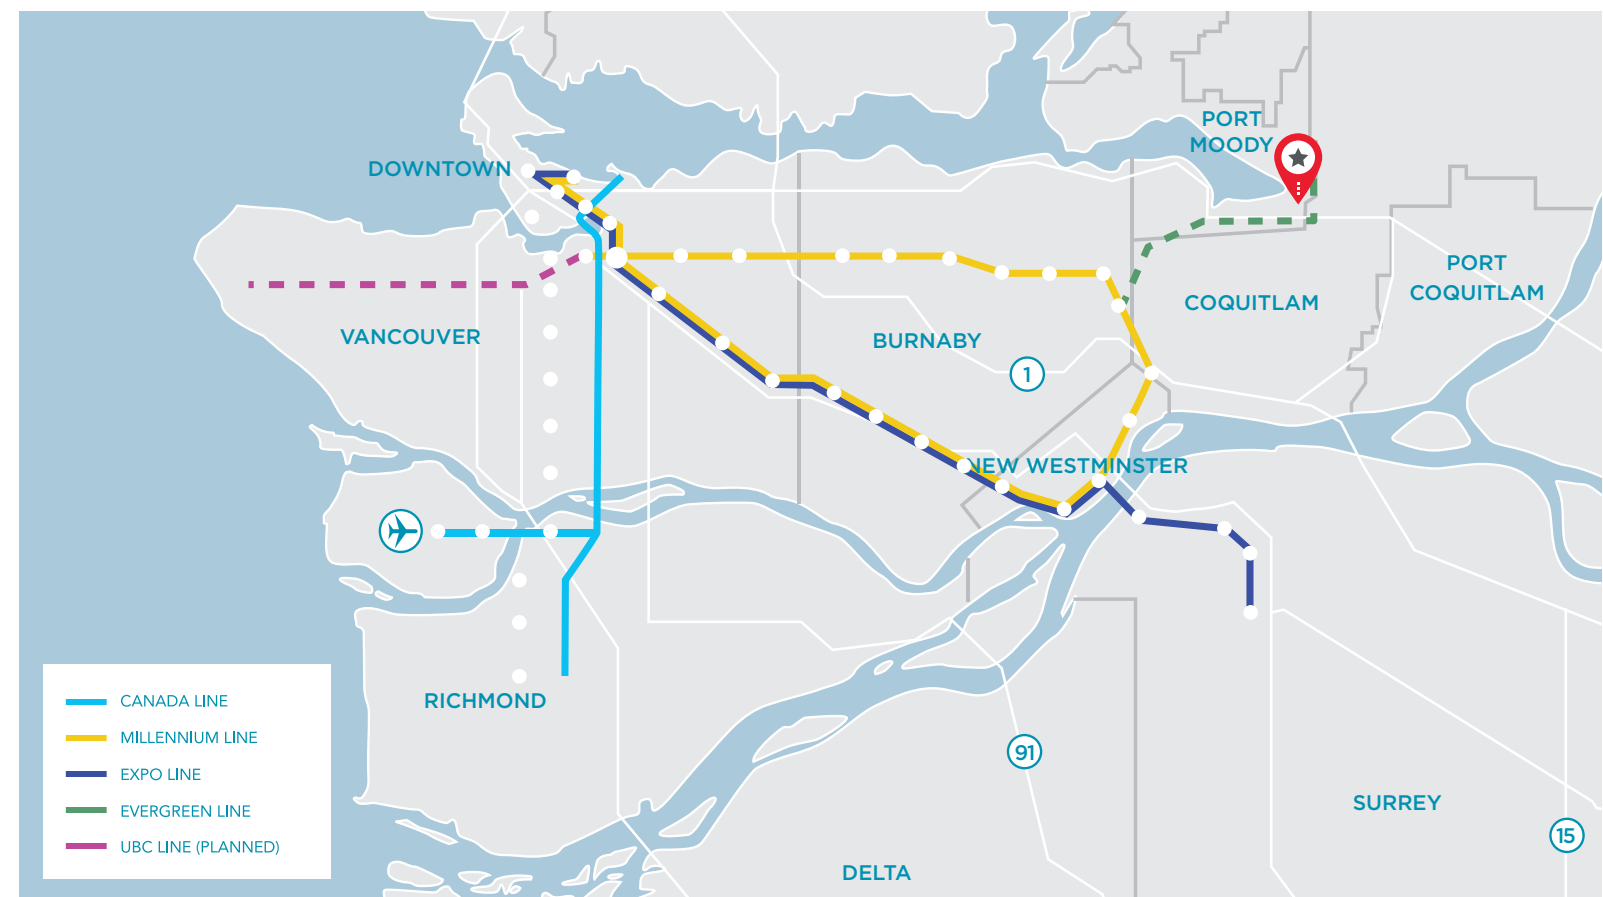 PORT
MOODY
DOWNTOWN
PORT
COQUITLAM
COQUITLAM
VANCOUVER
BURNABY
1
NEW WESTMINSTER
RICHMOND
CANADA LINE
MILLENNIUM LINE
EXPO LINE
EVERGREEN LINE
UBC LINE (PLANNED)
91
SURREY
15
DELTA